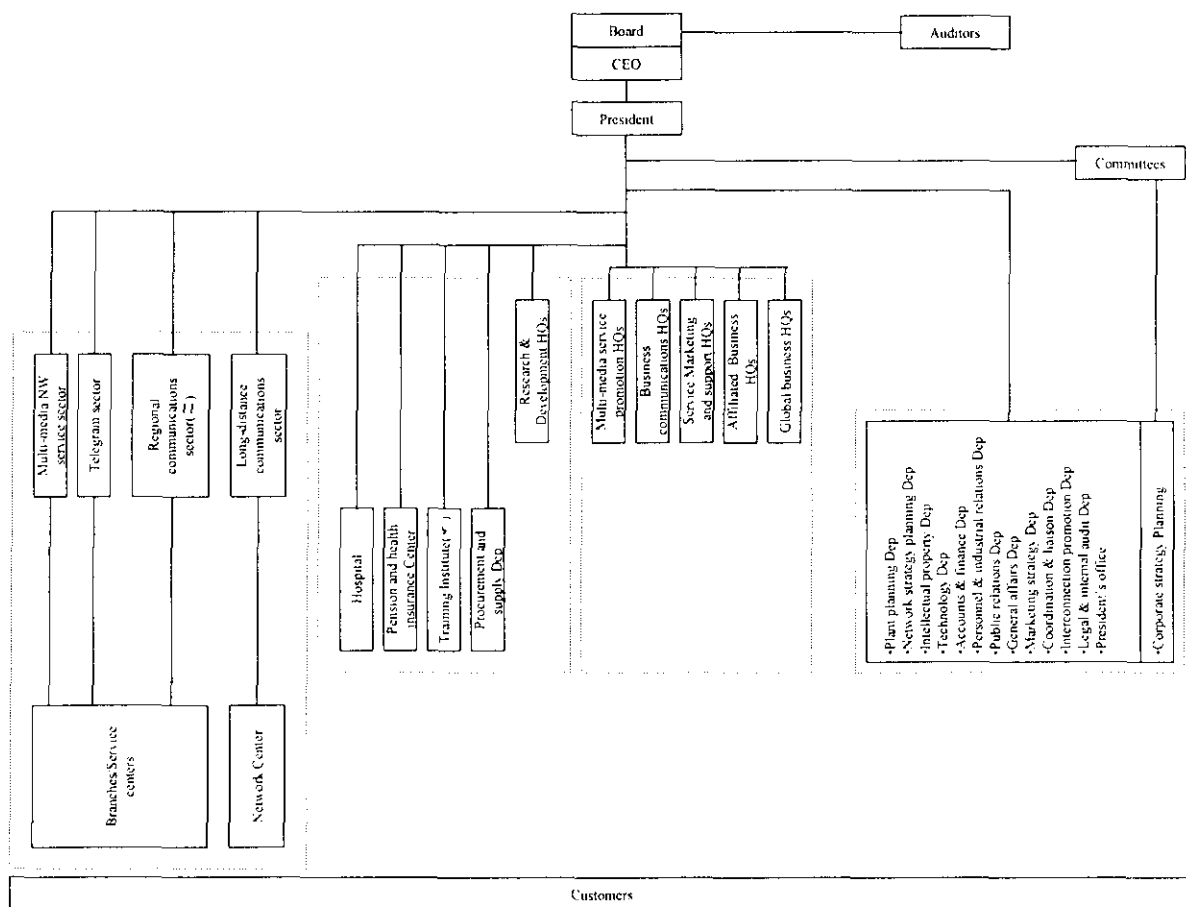 Board
Auditors
CEO
President
Committees
Multi-media NW
service sector
Telegram sector
Regional
communications
sector(
Long-distance
communications
sector
Hospital
Pension and health
insurance Center
Training Institute(
Procurement and
supply Dep
Research &
Development HQs
Multi-media service
promotion HQs
Business
communications HQs
Service Marketing
and support HQs
Affiliated Business
HQs
Global business HQs
•Plant planning Dep
•Network strategy planning Dep
•Intellectual property Dep
•Technology Dep
•Accounts & finance Dep
•Personnel & industrial relations Dep
•Public relations Dep
•General affairs Dep
•Marketing strategy Dep
•Coordination & liaison Dep
•Interconnection promotion Dep
•Legal & internal audit Dep
•President's office
•Corporate strategy Planning
Branches/Service
centers
Network Center
Customers